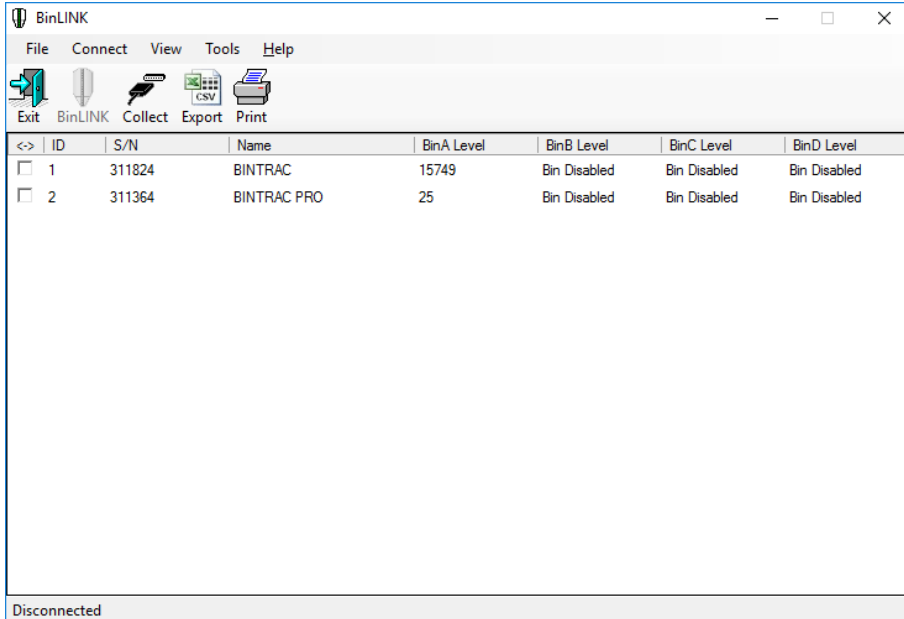 BinLINK
File Connect View Tools Help
CSV
Exit BinLINK Collect Export Print
<-> ID S/N Name BinA Level BinB Level BinC Level BinD Level
1 311824 BINTRAC 15749 Bin Disabled Bin Disabled Bin Disabled
2 311364 BINTRAC PRO 25 Bin Disabled Bin Disabled Bin Disabled
Disconnected